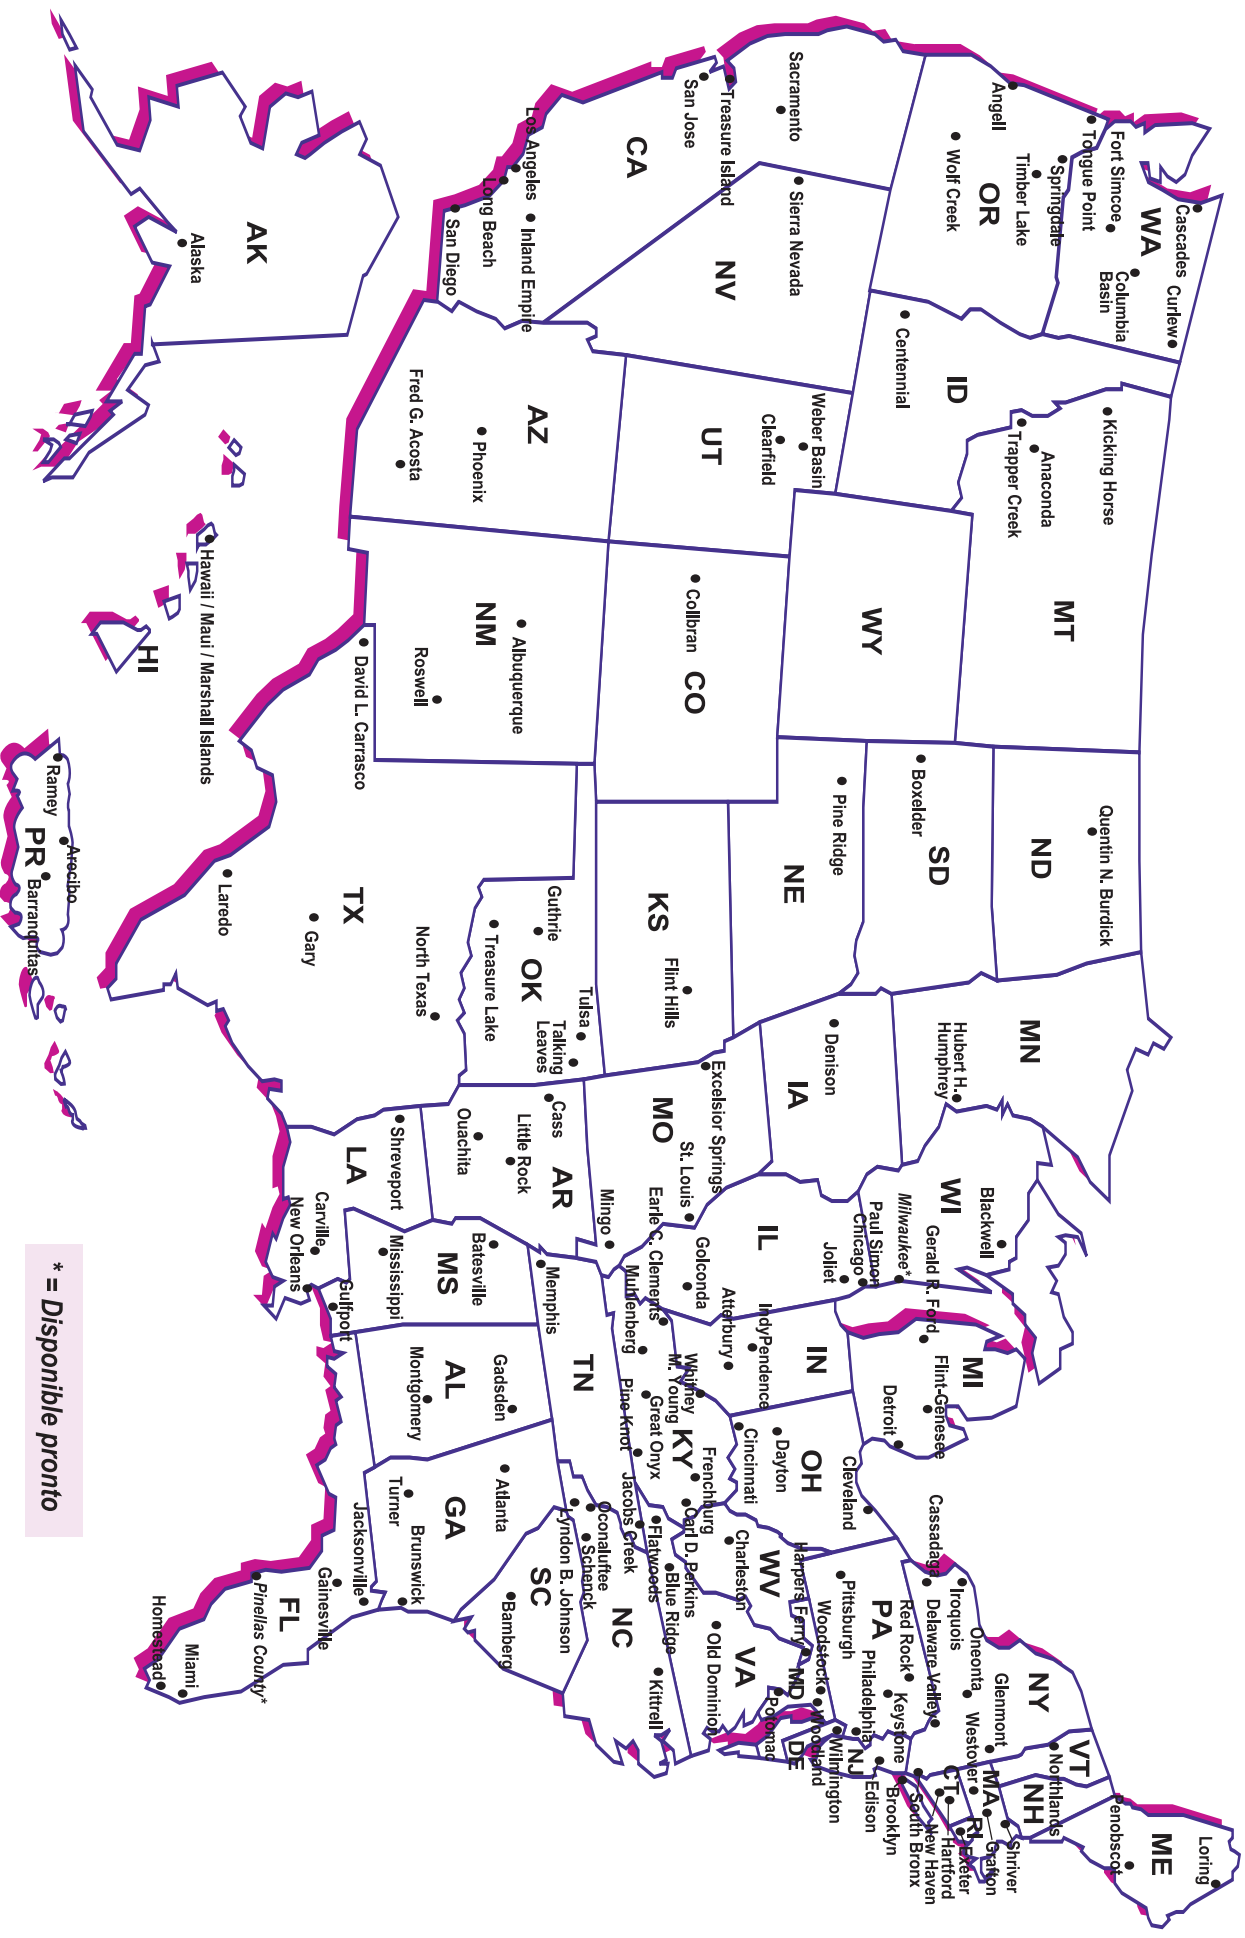 WA
Cascades
Curlew
Fort Simcoe
Columbia
Basin
Tongue Point
OR
Springdale
Timber Lake
Angell
Wolf Creek
CA
Sacramento
Treasure Island
San Jose
Los Angeles
Inland Empire
Long Beach
San Diego
NV
Sierra Nevada
ID
Centennial
MT
Kicking Horse
Anaconda
Trapper Creek
WY
UT
Weber Basin
Clearfield
AZ
Phoenix
Fred G. Acosta
CO
Collbran
NM
Albuquerque
Roswell
ND
Quentin N. Burdick
SD
Boxelder
NE
Pine Ridge
KS
Flint Hills
OK
Guthrie
Tulsa
Talking
Leaves
Treasure Lake
TX
David L. Carrasco
North Texas
Gary
Laredo
MN
Hubert H.
Humphrey
IA
Denison
MO
Excelsior Springs
St. Louis
Mingo
AR
Cass
Little Rock
Ouachita
LA
Shreveport
Carville
New Orleans
WI
Blackwell
Milwaukee*
IL
Paul Simon
Chicago
Joliet
Golconda
MI
Gerald R. Ford
Flint-Genesee
Detroit
IN
IndyPendence
Atterbury
OH
Cleveland
Dayton
Cincinnati
KY
Earle C. Clements
Muhlenberg
Whitney
M. Young
Great Onyx
Pine Knot
Frenchburg
Carl D. Perkins
TN
Memphis
Jacobs Creek
MS
Batesville
Mississippi
Gulfport
AL
Gadsden
Montgomery
GA
Atlanta
Turner
Brunswick
FL
Jacksonville
Gainesville
Pinellas County*
Miami
Homestead
SC
Bamberg
NC
Oconaluftee
Schenck
Lyndon B. Johnson
Kittrell
VA
Flatwoods
Blue Ridge
Old Dominion
WV
Charleston
Harpers Ferry
MD
Woodstock
Woodland
Potomac
DE
Wilmington
PA
Pittsburgh
Red Rock
Keystone
Philadelphia
NJ
Edison
NY
Cassadaga
Iroquois
Oneonta
Delaware Valley
Glenmont
Brooklyn
South Bronx
CT
New Haven
Hartford
RI
Exeter
MA
Westover
Grafton
Shriver
VT
Northlands
NH
ME
Loring
Penobscot
AK
Alaska
HI
Hawaii / Maui / Marshall Islands
PR
Ramey
Arecibo
Barranquitas
* = Disponible pronto